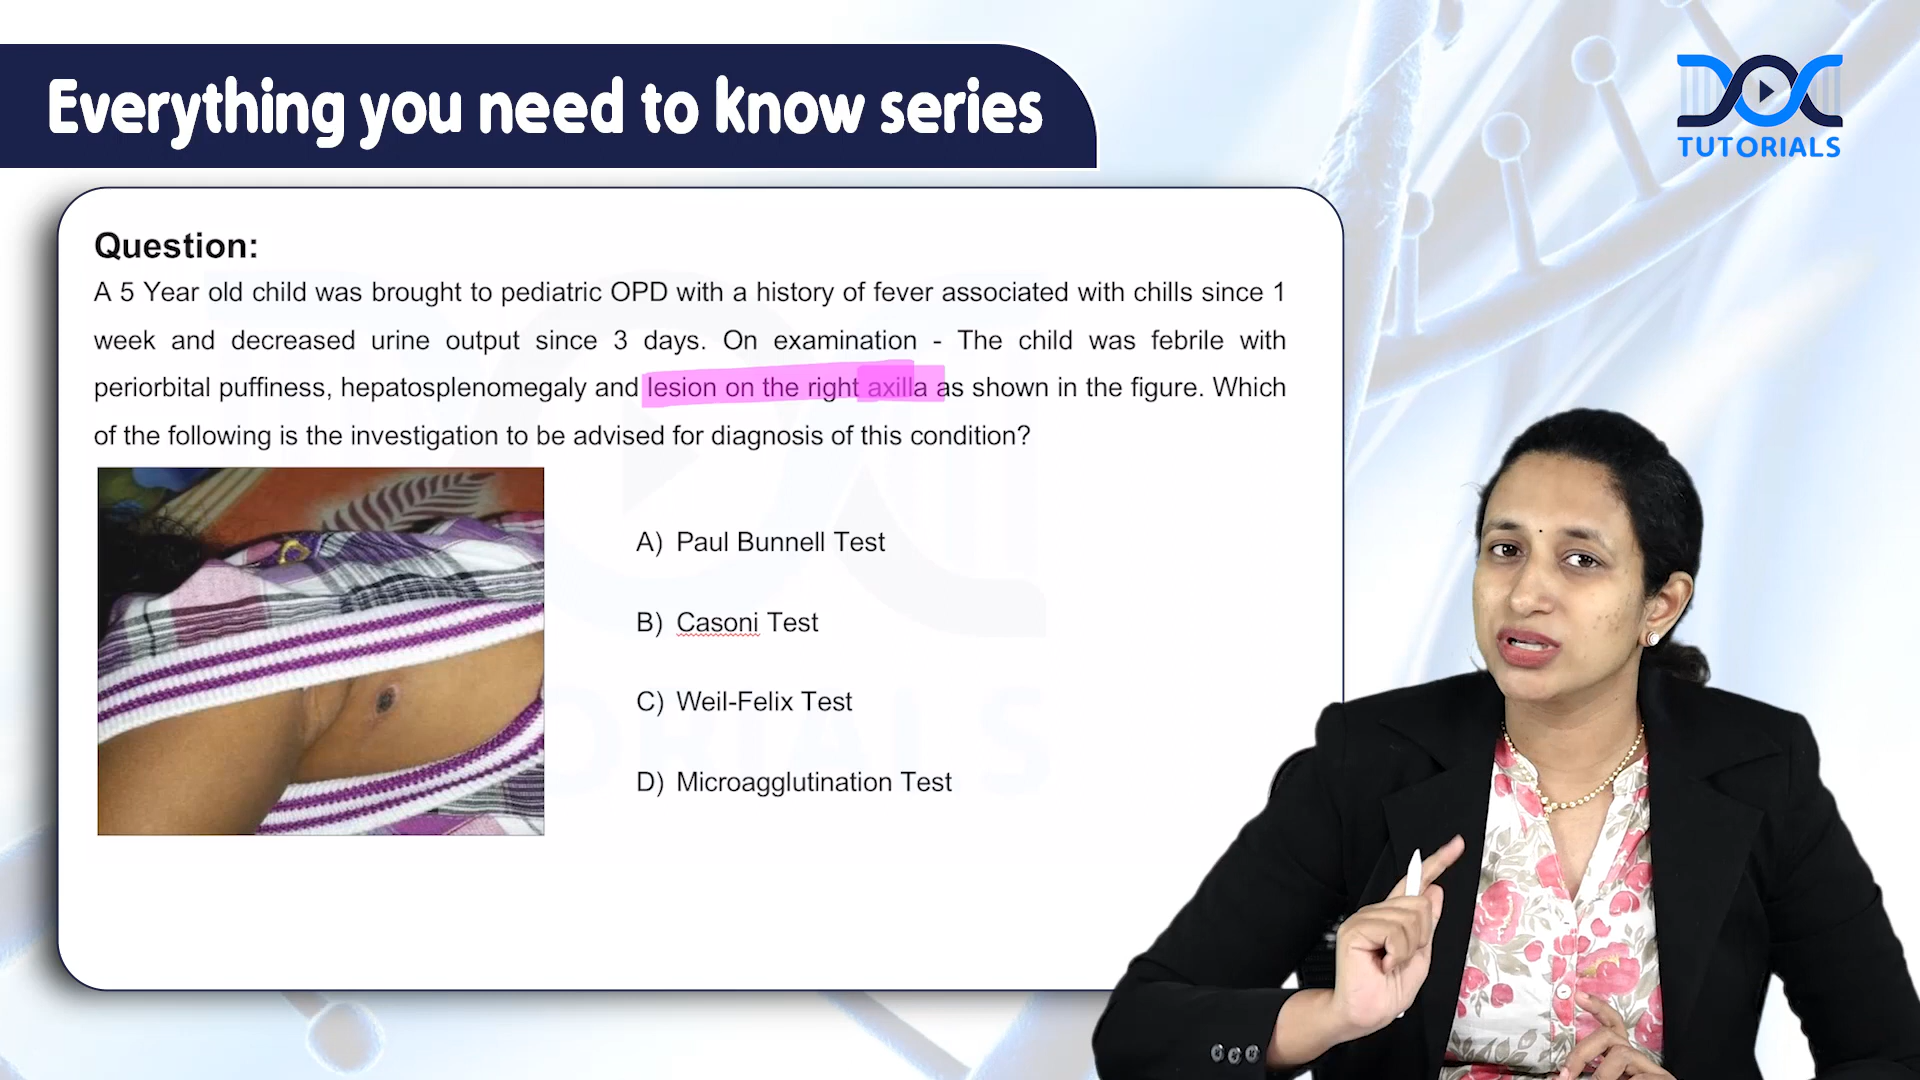 Everything you need to know series
TUTORIALS
Question:
A 5 Year old child was brought to pediatric OPD with a history of fever associated with chills since 1
week and decreased urine output since 3 days. On examination - The child was febrile with
periorbital puffiness, hepatosplenomegaly and lesion on the right axilla as shown in the figure. Which
of the following is the investigation to be advised for diagnosis of this condition?
A) Paul Bunnell Test
B) Casoni Test
C) Weil-Felix Test
D) Microagglutination Test